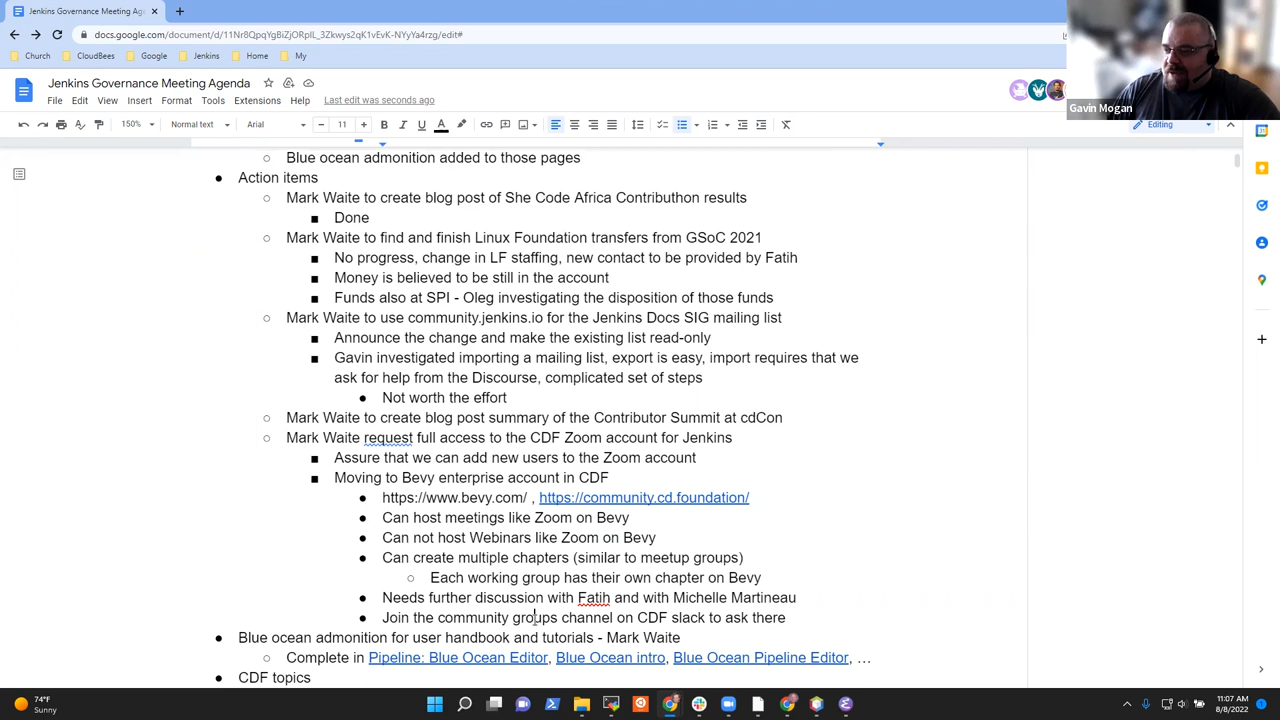 Jenkins Governance Meeting Ag
docs.google.com/document/d/11Nr8QpqYgBiZjORpIL_3Zkwys2qK1vEvK-NYyYa4rzg/edit#
Church
CloudBees
Google
Jenkins
Home
My
Gavin Mogan
Jenkins Governance Meeting Agenda
File Edit View Insert Format Tools Extensions Help Last edit was seconds ago
150% Normal text Arial 11 Editing
Blue ocean admonition added to those pages
Action items
Mark Waite to create blog post of She Code Africa Contributhon results
Done
Mark Waite to find and finish Linux Foundation transfers from GSoC 2021
No progress, change in LF staffing, new contact to be provided by Fatih
Money is believed to be still in the account
Funds also at SPI - Oleg investigating the disposition of those funds
Mark Waite to use community.jenkins.io for the Jenkins Docs SIG mailing list
Announce the change and make the existing list read-only
Gavin investigated importing a mailing list, export is easy, import requires that we
ask for help from the Discourse, complicated set of steps
Not worth the effort
Mark Waite to create blog post summary of the Contributor Summit at cdCon
Mark Waite request full access to the CDF Zoom account for Jenkins
Assure that we can add new users to the Zoom account
Moving to Bevy enterprise account in CDF
https://www.bevy.com/ , https://community.cd.foundation/
Can host meetings like Zoom on Bevy
Can not host Webinars like Zoom on Bevy
Can create multiple chapters (similar to meetup groups)
Each working group has their own chapter on Bevy
Needs further discussion with Fatih and with Michelle Martineau
Join the community groups channel on CDF slack to ask there
Blue ocean admonition for user handbook and tutorials - Mark Waite
Complete in Pipeline: Blue Ocean Editor, Blue Ocean intro, Blue Ocean Pipeline Editor, …
CDF topics
74°F
Sunny
11:07 AM
8/8/2022